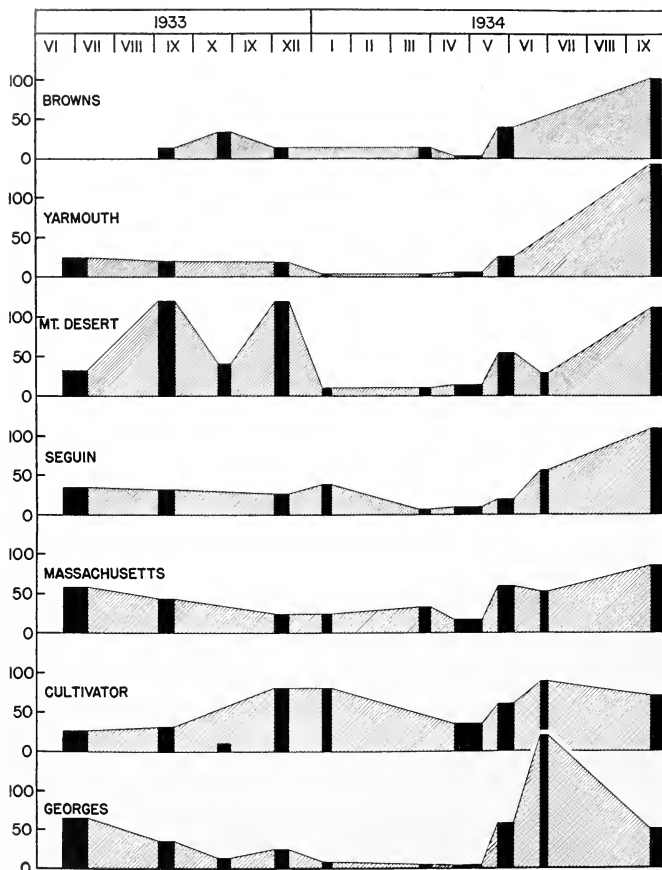 1933 1934
VI VII VIII IX X IX XII I II III IV V VI VII VIII IX
100
BROWNS
50
0
YARMOUTH
50
0
100
MT. DESERT
50
0
100
SEGUIN
50
0
100
MASSACHUSETTS
50
0
100
CULTIVATOR
50
0
100
GEORGES
50
0